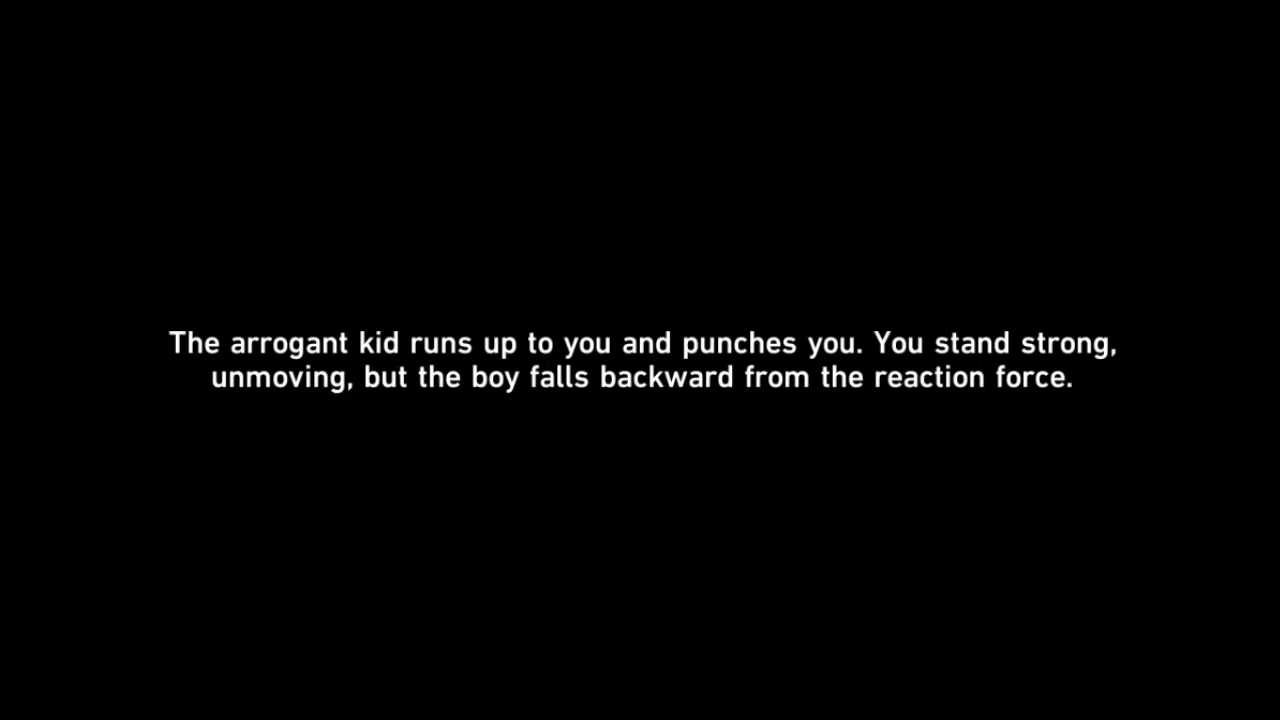 The arrogant kid runs up to you and punches you. You stand strong,
unmoving, but the boy falls backward from the reaction force.